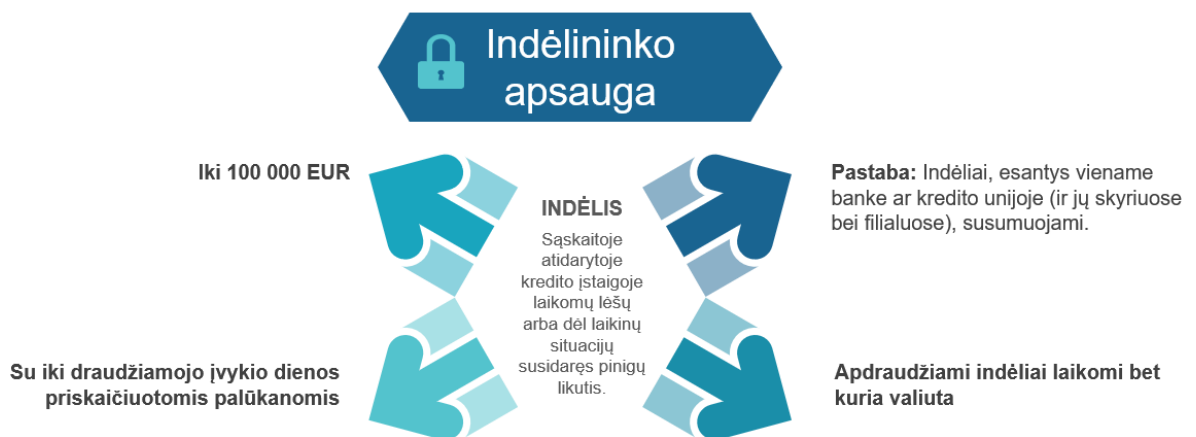 Indėlininko
apsauga
Iki 100 000 EUR
Pastaba: Indėliai, esantys viename
banke ar kredito unijoje (ir jų skyriuose
bei filialuose), susumuojami.
INDĖLIS
Sąskaitoje
atidarytoje
kredito įstaigoje
laikomų lėšų
arba dėl laikinų
situacijų
susidaręs pinigų
likutis.
Su iki draudžiamojo įvykio dienos
priskaičiuotomis palūkanomis
Apdraudžiami indėliai laikomi bet
kuria valiuta